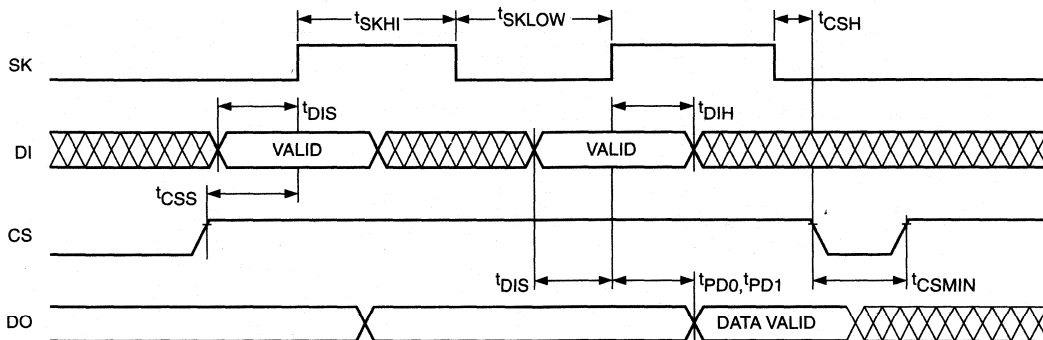 tSKHI
tSKLOW
tCSH
SK
tDIS
tDIH
DI
VALID
VALID
tCSS
CS
tDIS
tPD0,tPD1
tCSMIN
DO
DATA VALID